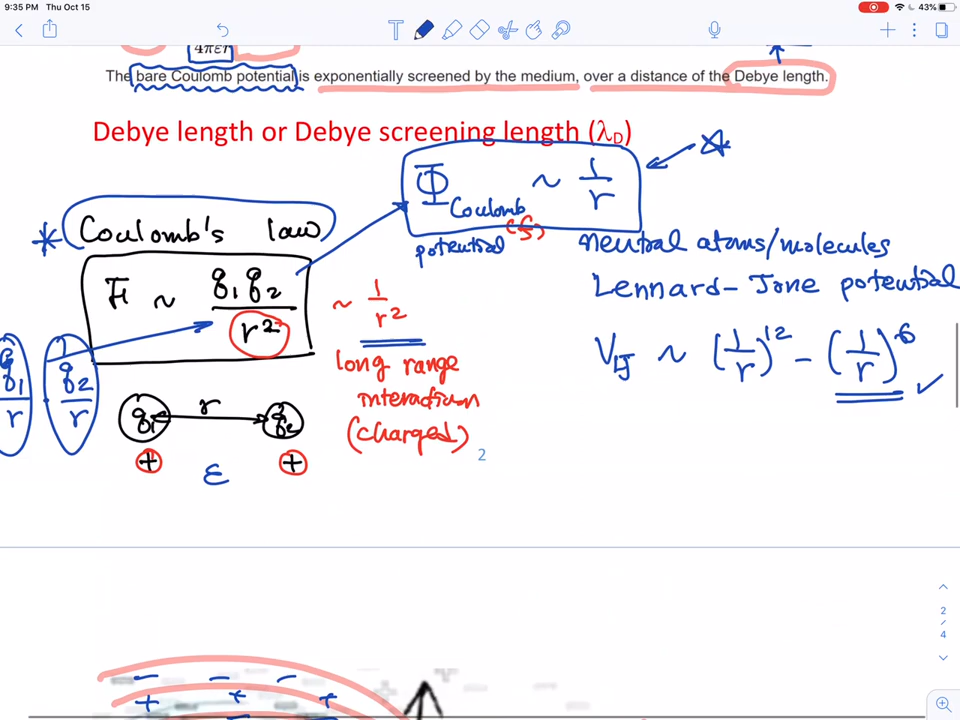 9:35 PM Thu Oct 15
43%
4πεr
The bare Coulomb potential is exponentially screened by the medium, over a distance of the Debye length.
Debye length or Debye screening length (λD)
Φ Coulomb ~ 1/r
potential
* Coulomb's law
F ~ q1 q2 / r2
~ 1/r2
long range
interaction
(charged)
neutral atoms/molecules
Lennard-Jone potential
VLJ ~ (1/r)12 - (1/r)6 ✓
q1/r
q2/r
q1 r q2
+ +
ε
2
2
/
4
- - -
+ + +